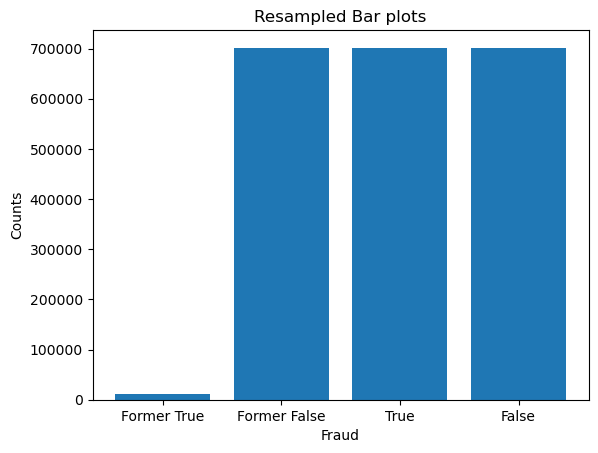 Resampled Bar plots
Counts
700000
600000
500000
400000
300000
200000
100000
0
Former True Former False True False
Fraud